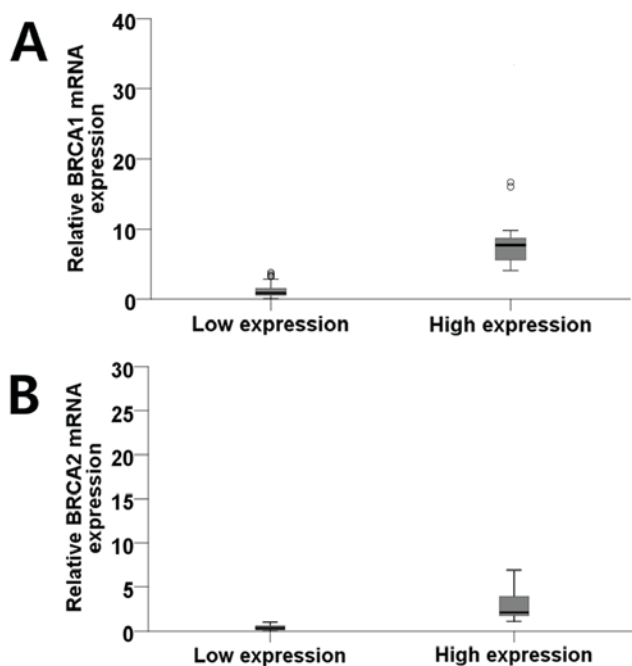 A
Relative BRCA1 mRNA
expression
40
30
20
10
0
Low expression
High expression
B
Relative BRCA2 mRNA
expression
30
25
20
15
10
5
0
Low expression
High expression